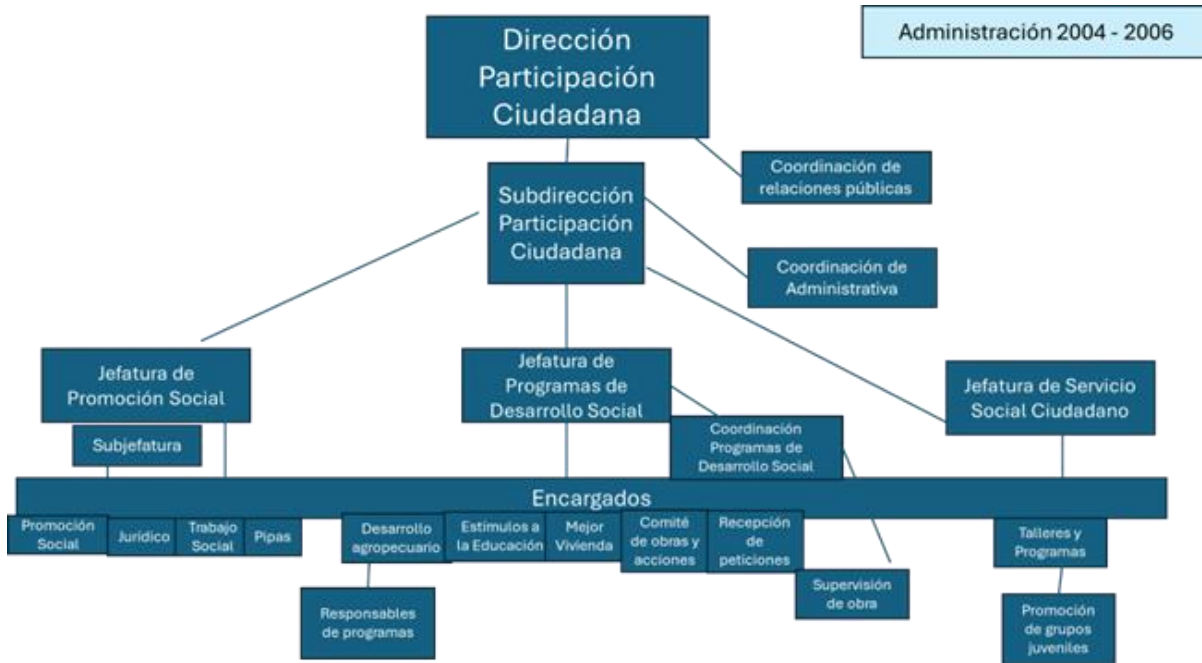 Administración 2004 - 2006
Dirección
Participación
Ciudadana
Coordinación de
relaciones públicas
Subdirección
Participación
Ciudadana
Coordinación de
Administrativa
Jefatura de
Promoción Social
Jefatura de
Programas de
Desarrollo Social
Jefatura de Servicio
Social Ciudadano
Subjefatura
Coordinación
Programas de
Desarrollo Social
Encargados
Promoción
Social
Jurídico
Trabajo
Social
Pipas
Desarrollo
agropecuario
Estímulos a
la Educación
Mejor
Vivienda
Comité
de obras y
acciones
Recepción
de
peticiones
Talleres y
Programas
Supervisión
de obra
Responsables
de programas
Promoción
de grupos
juveniles